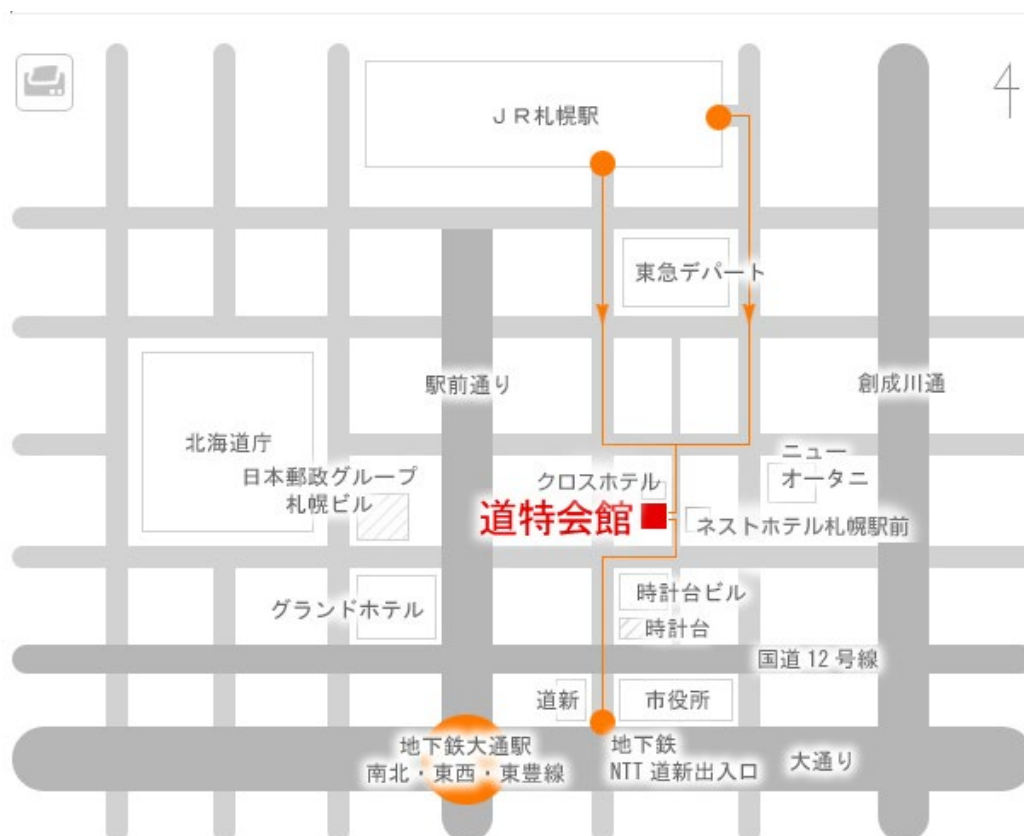 ＪＲ札幌駅
東急デパート
駅前通り
創成川通
北海道庁
日本郵政グループ
札幌ビル
クロスホテル
ニュー
オータニ
道特会館
ネストホテル札幌駅前
グランドホテル
時計台ビル
時計台
国道12号線
道新
市役所
地下鉄大通駅
南北・東西・東豊線
地下鉄
NTT道新出入口
大通り